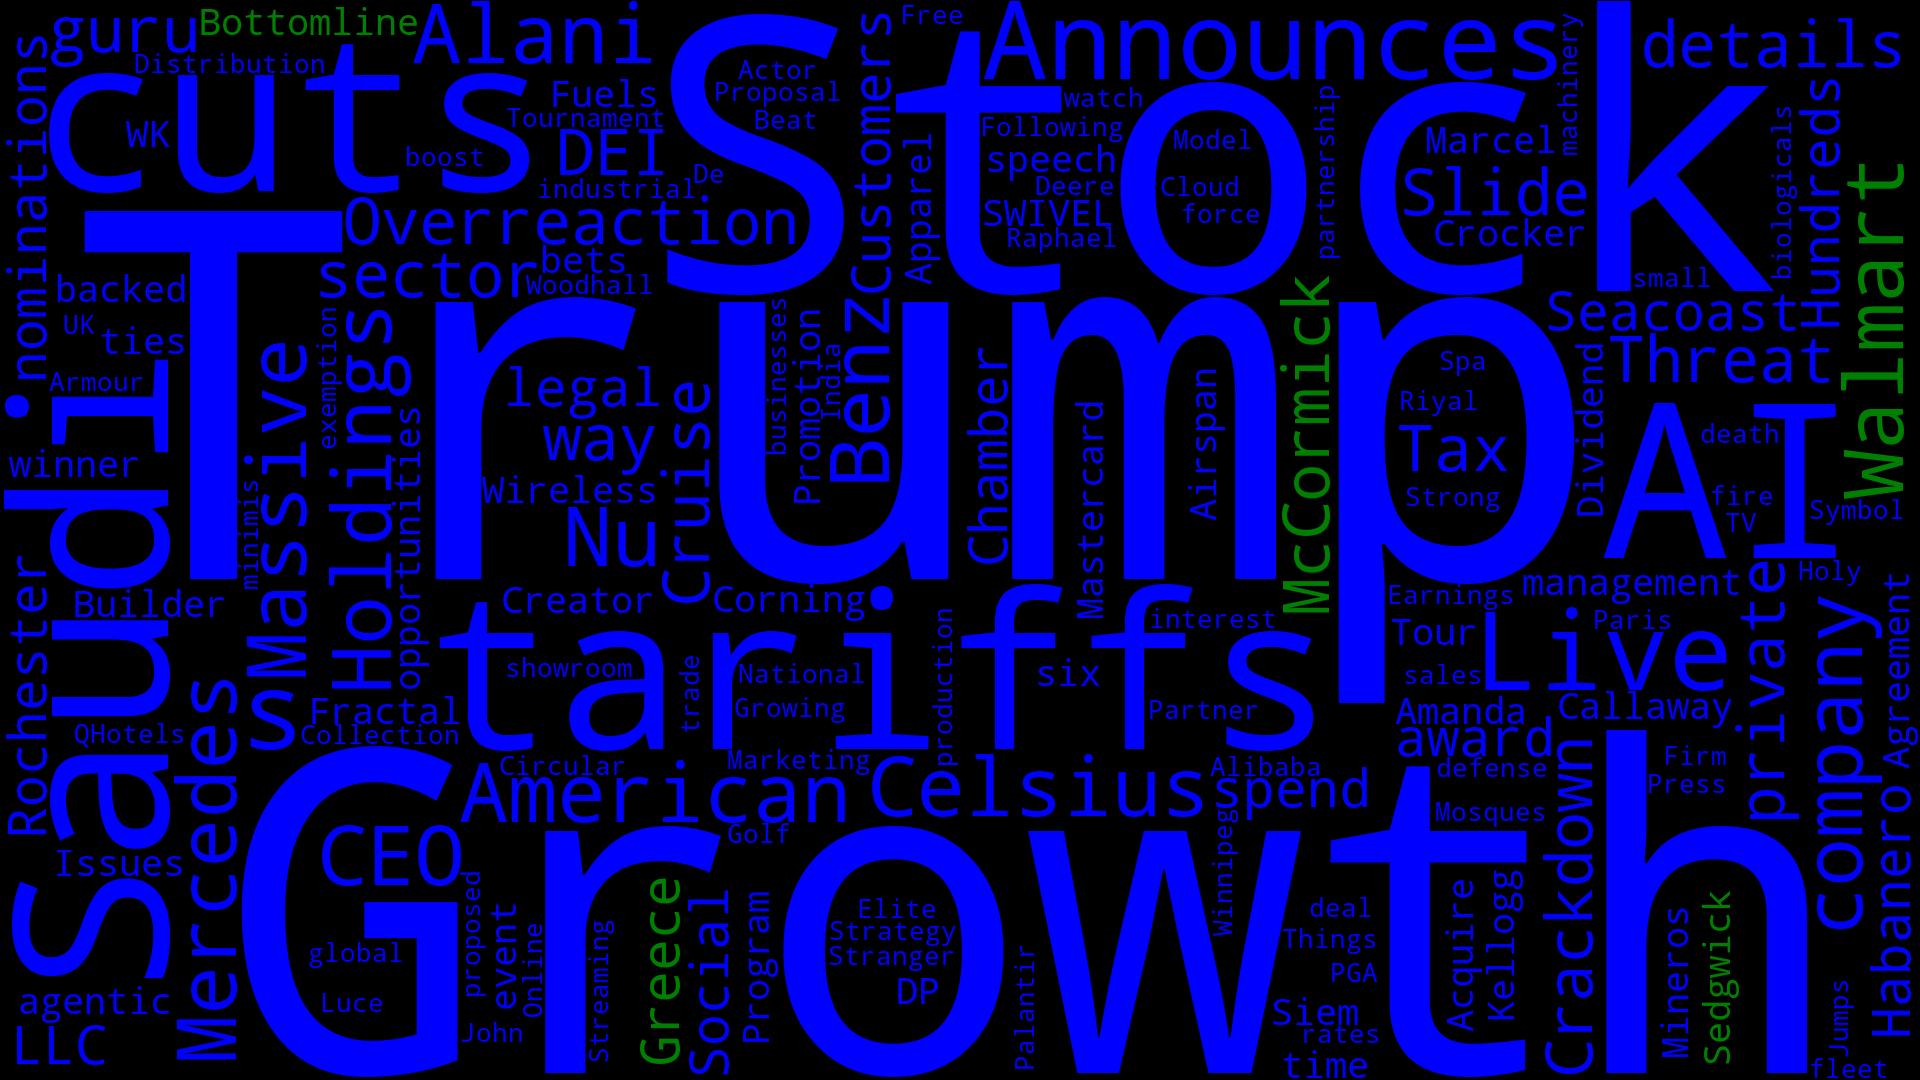 guru
Bottomline
Alani
Free
Announces
details
Distribution
cuts
Stock
nominations
WK
boost
Fuels
Tournament
DEI
industrial
De
Actor
Proposal
Beat
Customers
Apparel
watch
Following
speech
Deere
SWIVEL
Raphael
Model
Cloud
force
partnership
machinery
Marcel
Slide
Crocker
small
biologicals
Hundreds
Walmart
Trump
Overreaction
sector
bets
Woodhall
backed
UK
ties
Armour
winner
Saudi
minimis
Massive
exemption
Holdings
opportunities
legal
way
Wireless
Nu
Cruise
businesses
Promotion
India
Benz
Chamber
Mastercard
Airspan
McCormick
Spa
Riyal
Tax
Strong
Dividend
Seacoast
Threat
AI
death
fire
TV
Symbol
Rochester
Builder
Creator
Corning
tariffs
showroom
trade
National
Growing
production
six
interest
Partner
Earnings
management
Holy
Tour
Live
Paris
sales
private
company
Agreement
QHotels
Mercedes
s
Fractal
Collection
Amanda
award
Callaway
defense
Mosques
Firm
Press
Circular
American
Marketing
Celsius
Alibaba
spend
Golf
Issues
CEO
Growth
global
Luce
proposed
event
Online
John
Streaming
Greece
Social
Program
Elite
Strategy
Stranger
DP
Palantir
Winnipeg
deal
Things
PGA
Siem
rates
time
Acquire
Kellogg
Crackdown
Mineros
Sedgwick
Jumps
Habanero
fleet
agentic
LLC